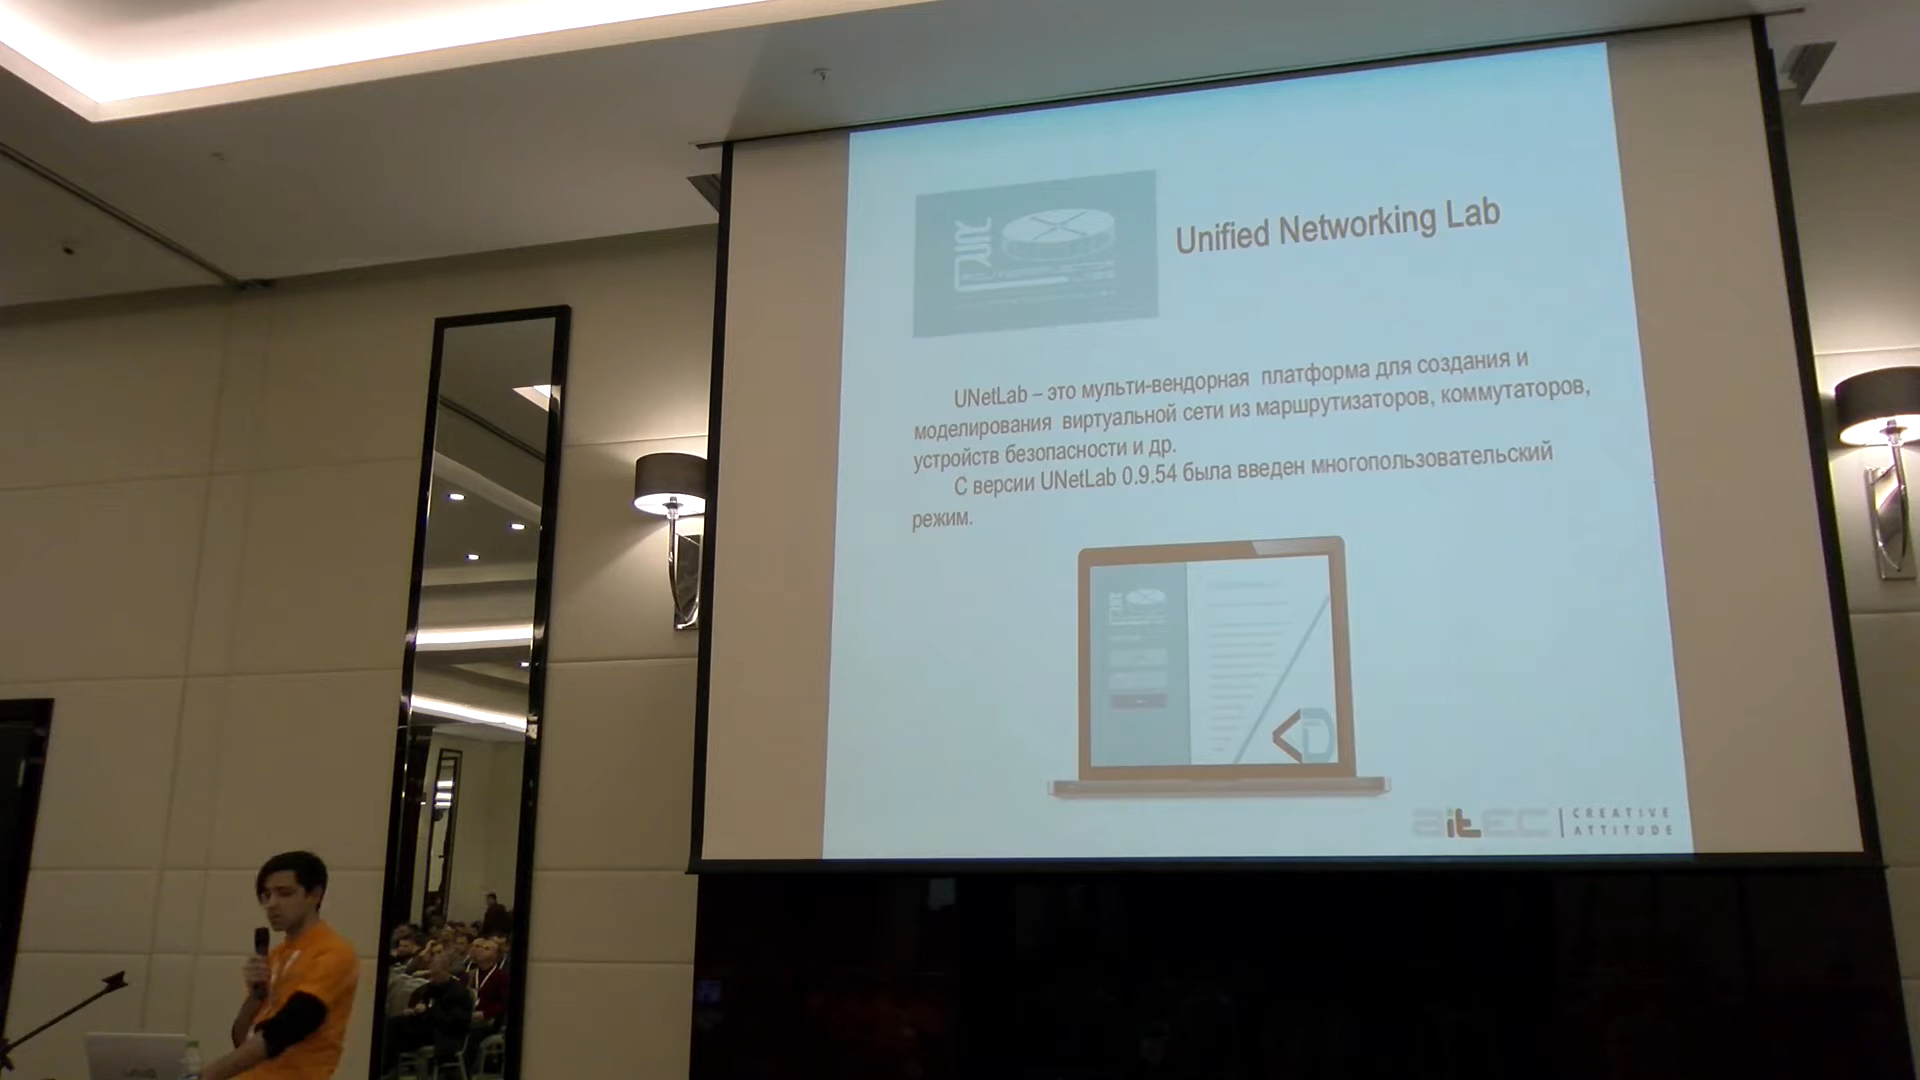 Unified Networking Lab
UNetLab – это мульти-вендорная платформа для создания и
моделирования виртуальной сети из маршрутизаторов, коммутаторов,
устройств безопасности и др.
С версии UNetLab 0.9.54 была введен многопользовательский
режим.
aitec
CREATIVE
ATTITUDE